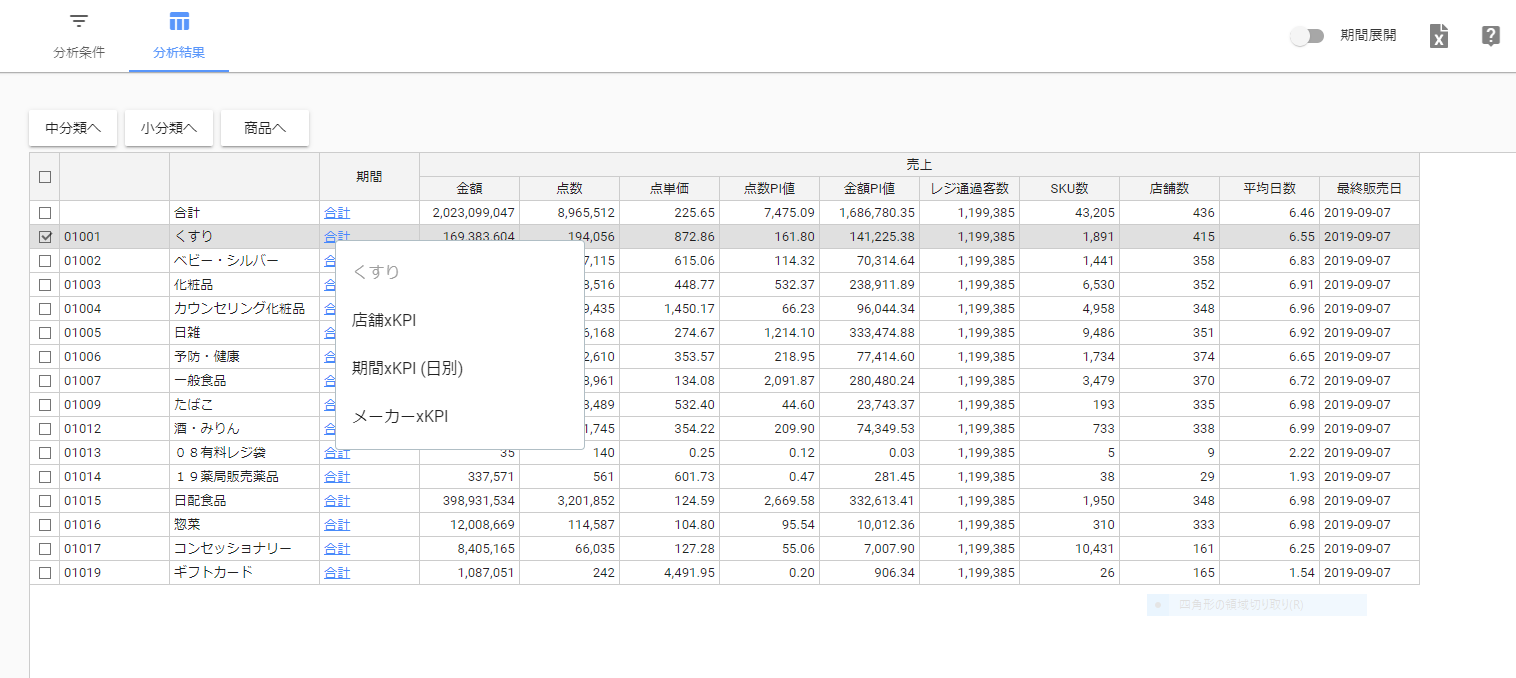 分析条件 分析結果 期間展開
中分類へ 小分類へ 商品へ
期間 売上
金額 点数 点単価 点数PI値 金額PI値 レジ通過客数 SKU数 店舗数 平均日数 最終販売日
合計 合計 2,023,099,047 8,965,512 225.65 7,475.09 1,686,780.35 1,199,385 43,205 436 6.46 2019-09-07
01001 くすり 合計 169,383,604 194,056 872.86 161.80 141,225.38 1,199,385 1,891 415 6.55 2019-09-07
01002 ベビー・シルバー 7,115 615.06 114.32 70,314.64 1,199,385 1,441 358 6.83 2019-09-07
01003 化粧品 3,516 448.77 532.37 238,911.89 1,199,385 6,530 352 6.91 2019-09-07
01004 カウンセリング化粧品 9,435 1,450.17 66.23 96,044.34 1,199,385 4,958 348 6.96 2019-09-07
01005 日雑 6,168 274.67 1,214.10 333,474.88 1,199,385 9,486 351 6.92 2019-09-07
01006 予防・健康 2,610 353.57 218.95 77,414.60 1,199,385 1,734 374 6.65 2019-09-07
01007 一般食品 3,961 134.08 2,091.87 280,480.24 1,199,385 3,479 370 6.72 2019-09-07
01009 たばこ 3,489 532.40 44.60 23,743.37 1,199,385 193 335 6.98 2019-09-07
01012 酒・みりん 1,745 354.22 209.90 74,349.53 1,199,385 733 338 6.99 2019-09-07
01013 ０８有料レジ袋 合計 35 140 0.25 0.12 0.03 1,199,385 5 9 2.22 2019-09-07
01014 １９薬局販売薬品 合計 337,571 561 601.73 0.47 281.45 1,199,385 38 29 1.93 2019-09-07
01015 日配食品 合計 398,931,534 3,201,852 124.59 2,669.58 332,613.41 1,199,385 1,950 348 6.98 2019-09-07
01016 惣菜 合計 12,008,669 114,587 104.80 95.54 10,012.36 1,199,385 310 333 6.98 2019-09-07
01017 コンセッショナリー 合計 8,405,165 66,035 127.28 55.06 7,007.90 1,199,385 10,431 161 6.25 2019-09-07
01019 ギフトカード 合計 1,087,051 242 4,491.95 0.20 906.34 1,199,385 26 165 1.54 2019-09-07
くすり
店舗xKPI
期間xKPI (日別)
メーカーxKPI
四角形の領域切り取り(R)